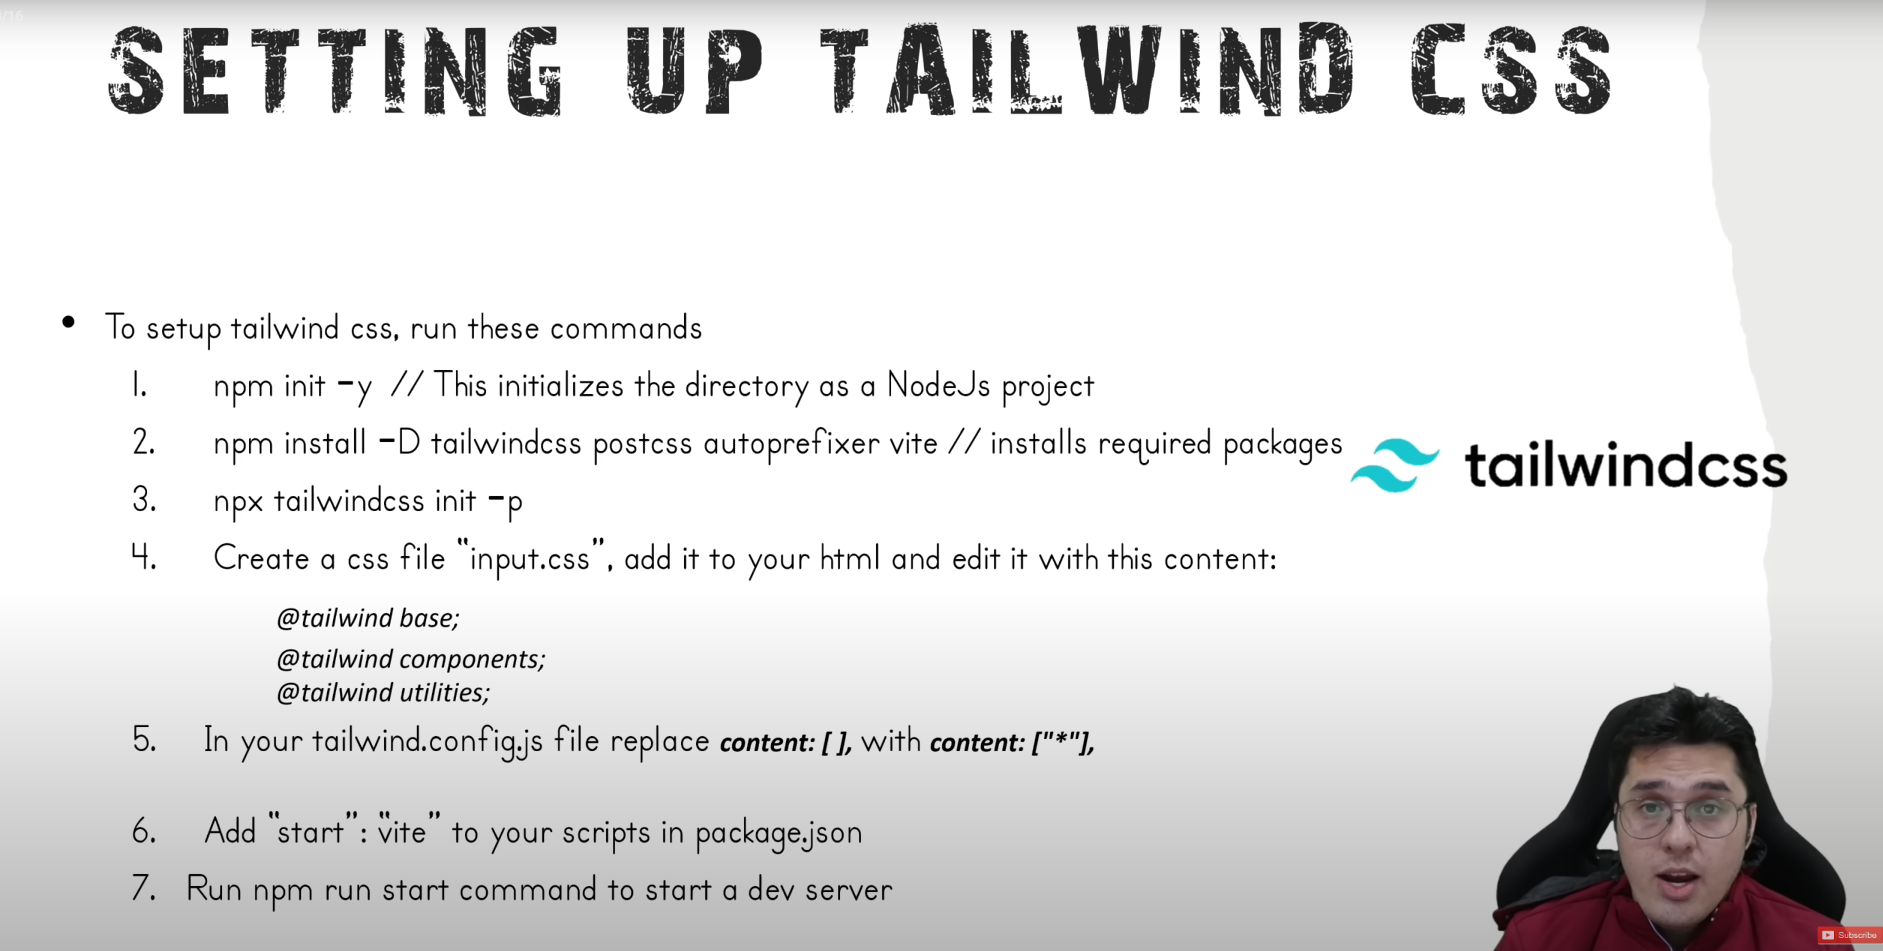 /16
SETTING UP TAILWIND CSS
• To setup tailwind css, run these commands
1. npm init -y // This initializes the directory as a NodeJs project
2. npm install -D tailwindcss postcss autoprefixer vite // installs required packages
tailwindcss
3. npx tailwindcss init -p
4. Create a css file “input.css”, add it to your html and edit it with this content:
@tailwind base;
@tailwind components;
@tailwind utilities;
5. In your tailwind.config.js file replace content: [ ], with content: ["*"],
6. Add “start”: “vite” to your scripts in package.json
7. Run npm run start command to start a dev server
Subscribe